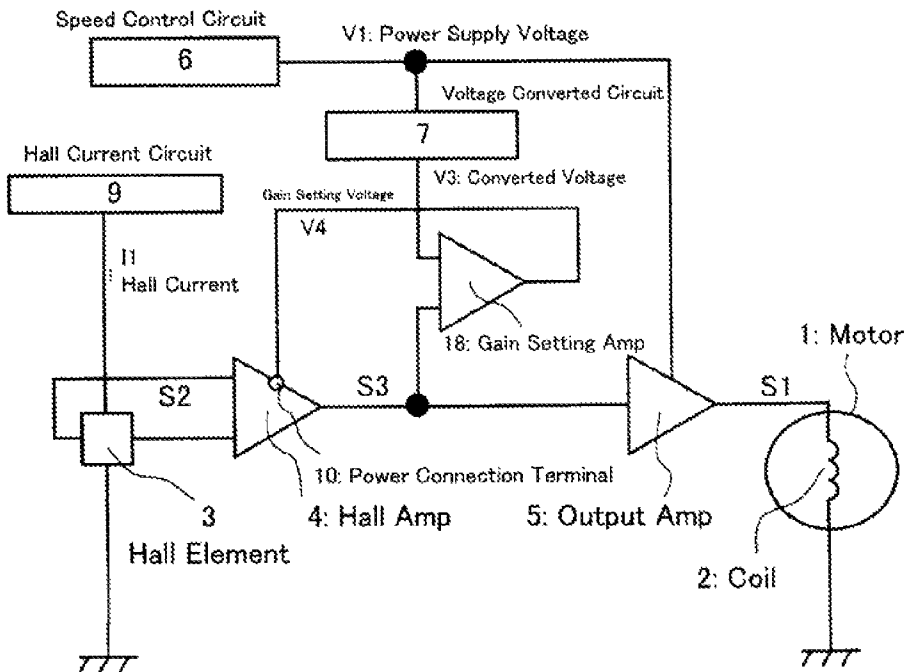 Speed Control Circuit
6
V1: Power Supply Voltage
Voltage Converted Circuit
7
Hall Current Circuit
9
V3: Converted Voltage
Gain Setting Voltage
V4
I1
Hall Current
18: Gain Setting Amp
1: Motor
S2
S3
S1
10: Power Connection Terminal
3
Hall Element
4: Hall Amp
5: Output Amp
2: Coil